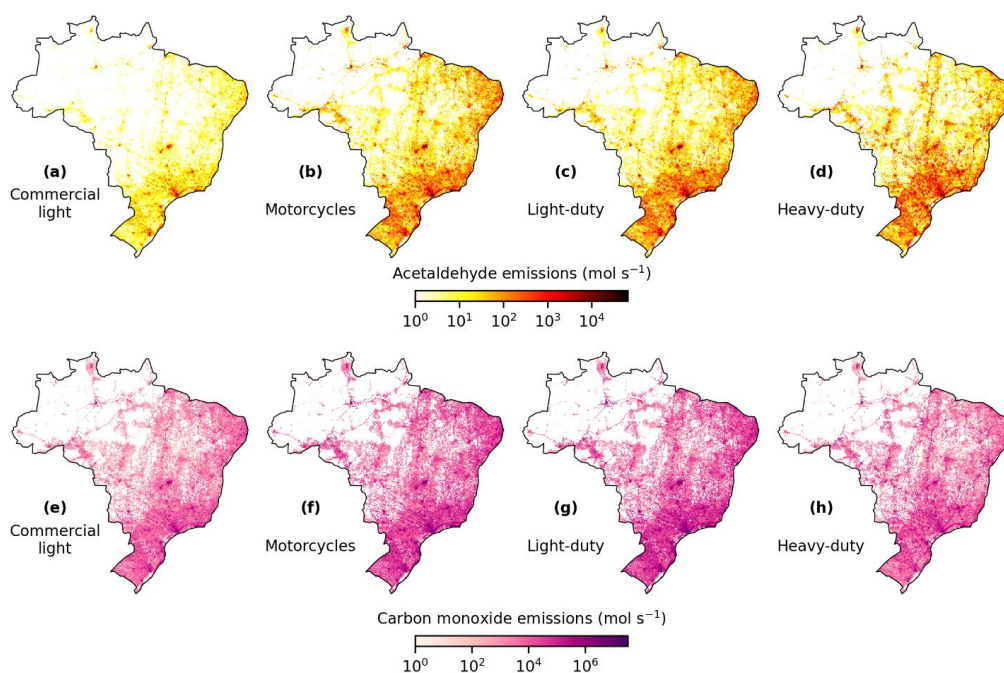 (a)
Commercial
light
(b)
Motorcycles
(c)
Light-duty
(d)
Heavy-duty
Acetaldehyde emissions (mol s⁻¹)
10⁰ 10¹ 10² 10³ 10⁴
(e)
Commercial
light
(f)
Motorcycles
(g)
Light-duty
(h)
Heavy-duty
Carbon monoxide emissions (mol s⁻¹)
10⁰ 10² 10⁴ 10⁶